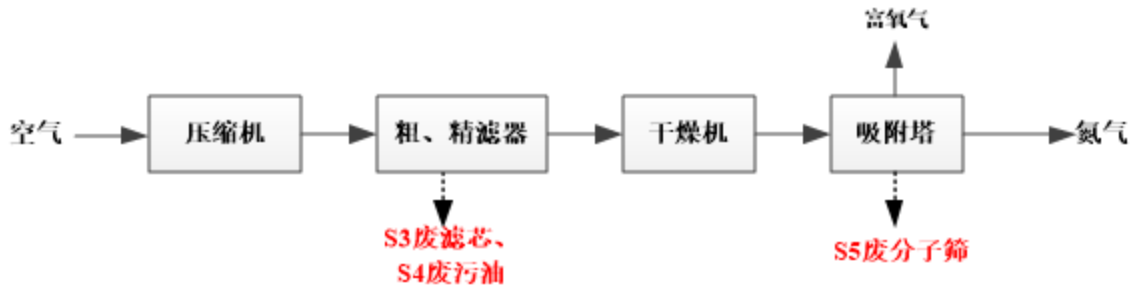 富氧气
空气
压缩机
粗、精滤器
干燥机
吸附塔
氮气
S3废滤芯、
S4废污油
S5废分子筛